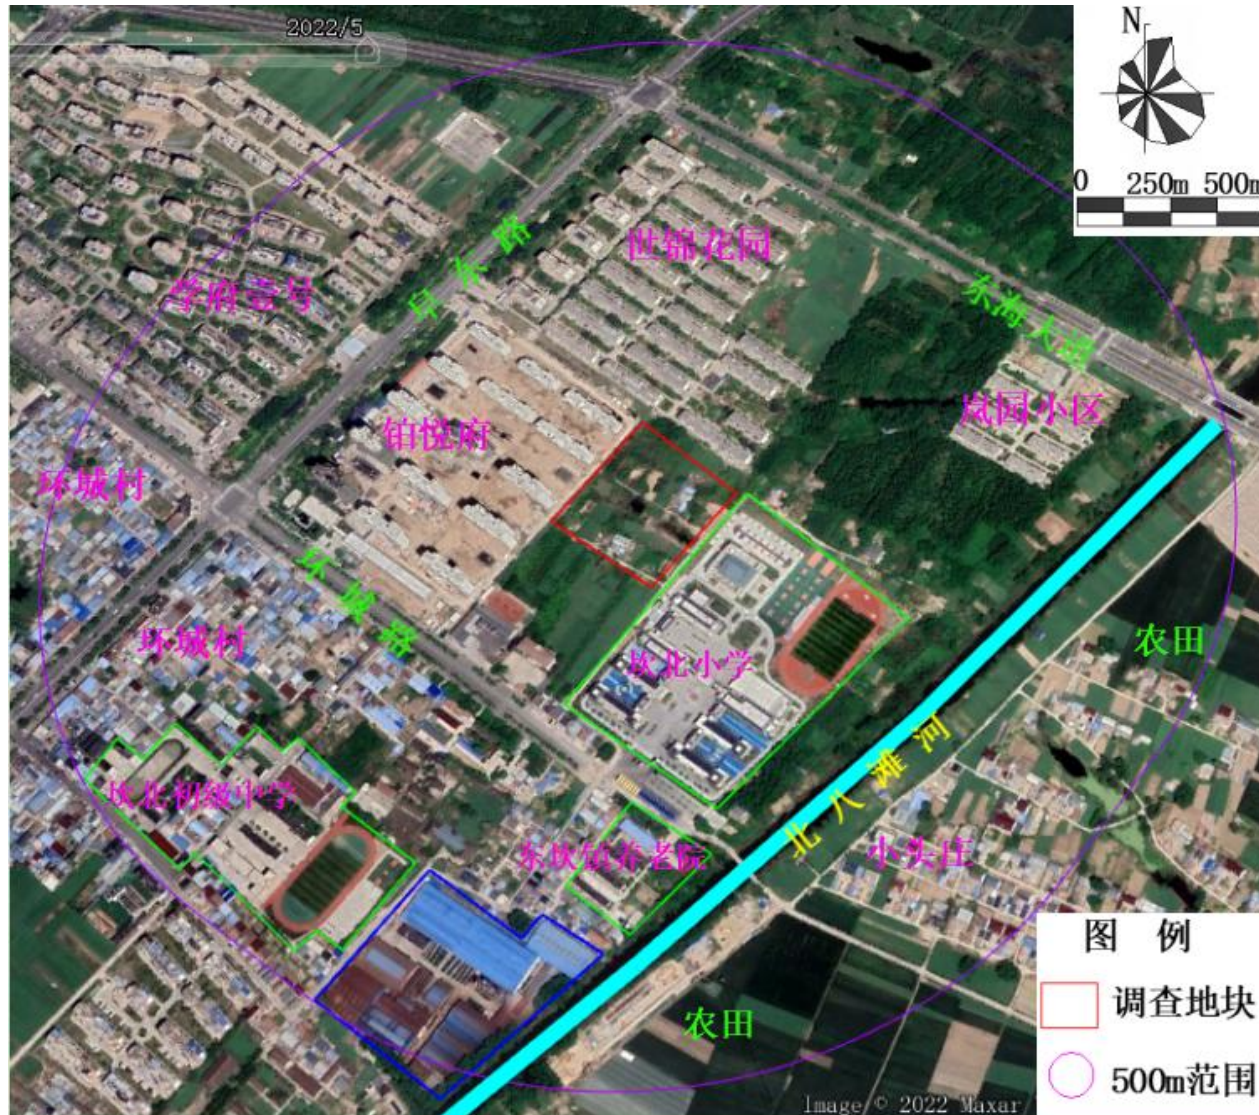 2022/5
N
0 250m 500m
世锦花园
阜东路
学府壹号
东海大道
岚园小区
铂悦府
环城村
环城路
农田
环城村
坎北小学
北八滩河
坎北初级中学
东坎镇养老院
小头庄
图 例
调查地块
500m范围
农田
Image © 2022 Maxar